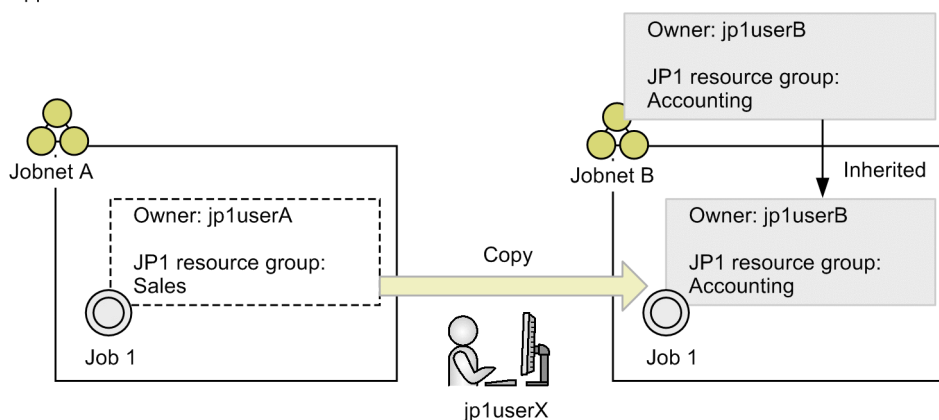 Owner: jp1userB
JP1 resource group:
Accounting
Jobnet A
Jobnet B
Inherited
Owner: jp1userA
JP1 resource group:
Sales
Copy
Owner: jp1userB
JP1 resource group:
Accounting
Job 1
Job 1
jp1userX